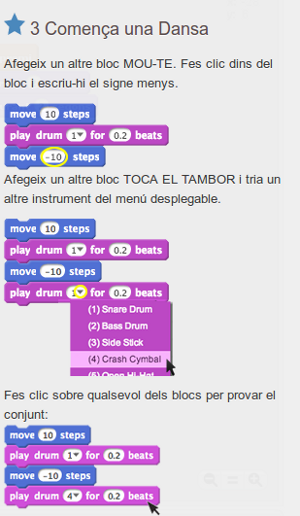 3 Comença una Dansa
Afegeix un altre bloc MOU-TE. Fes clic dins del
bloc i escriu-hi el signe menys.
move 10 steps
play drum 1 for 0.2 beats
move -10 steps
Afegeix un altre bloc TOCA EL TAMBOR i tria un
altre instrument del menú desplegable.
move 10 steps
play drum 1 for 0.2 beats
move -10 steps
play drum 1 for 0.2 beats
(1) Snare Drum
(2) Bass Drum
(3) Side Stick
(4) Crash Cymbal
(5) Open Hi-Hat
Fes clic sobre qualsevol dels blocs per provar el
conjunt:
move 10 steps
play drum 1 for 0.2 beats
move -10 steps
play drum 4 for 0.2 beats